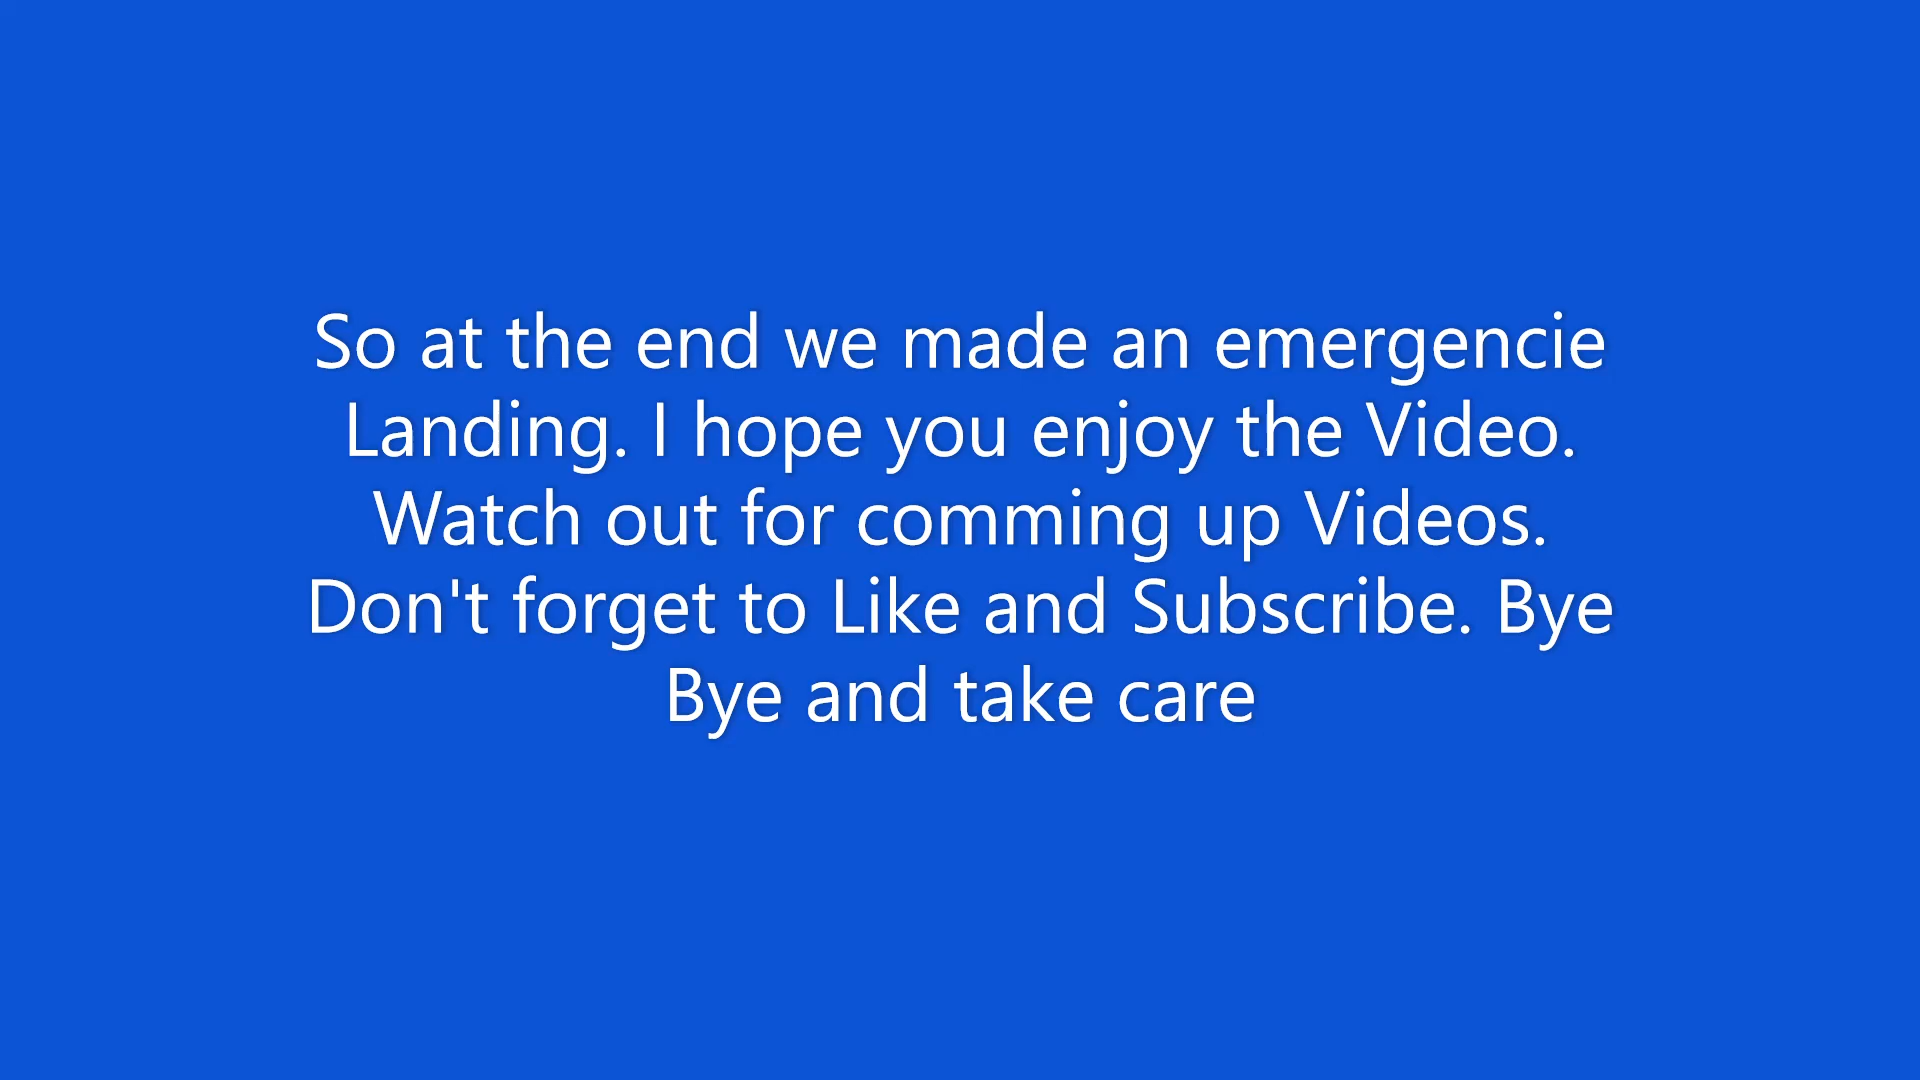 So at the end we made an emergencie
Landing. I hope you enjoy the Video.
Watch out for comming up Videos.
Don't forget to Like and Subscribe. Bye
Bye and take care